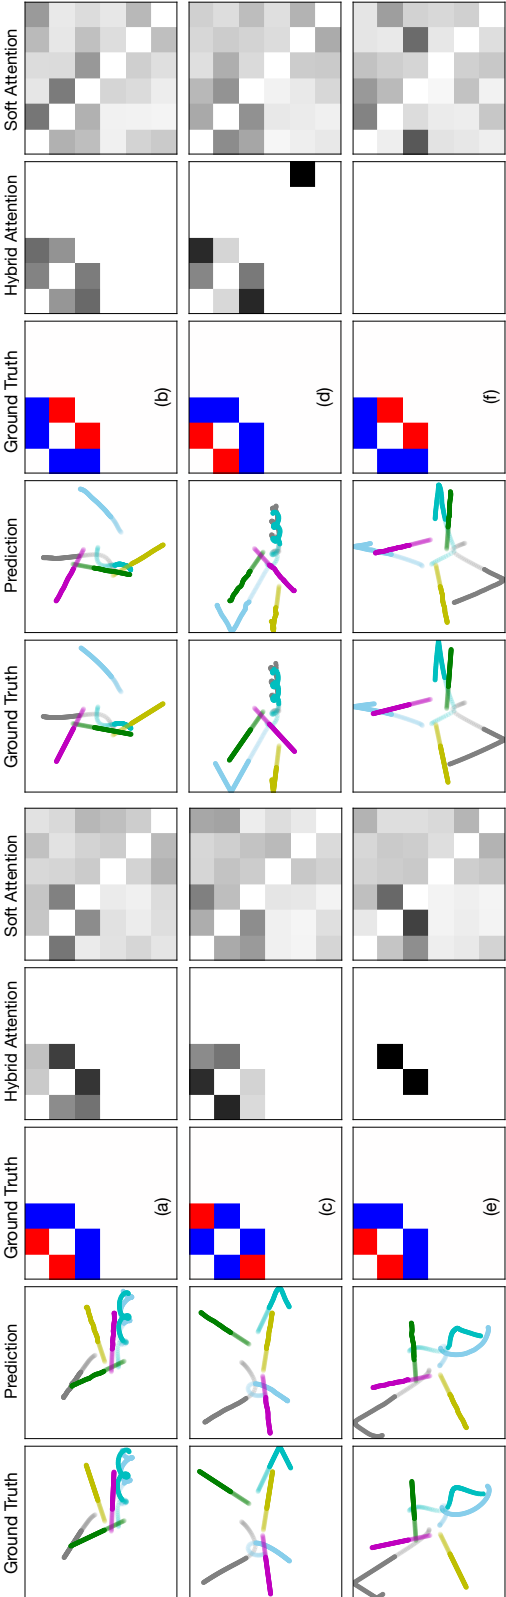 Ground Truth Prediction Ground Truth Hybrid Attention Soft Attention Ground Truth Prediction Ground Truth Hybrid Attention Soft Attention
(a) (b)
(c) (d)
(e) (f)